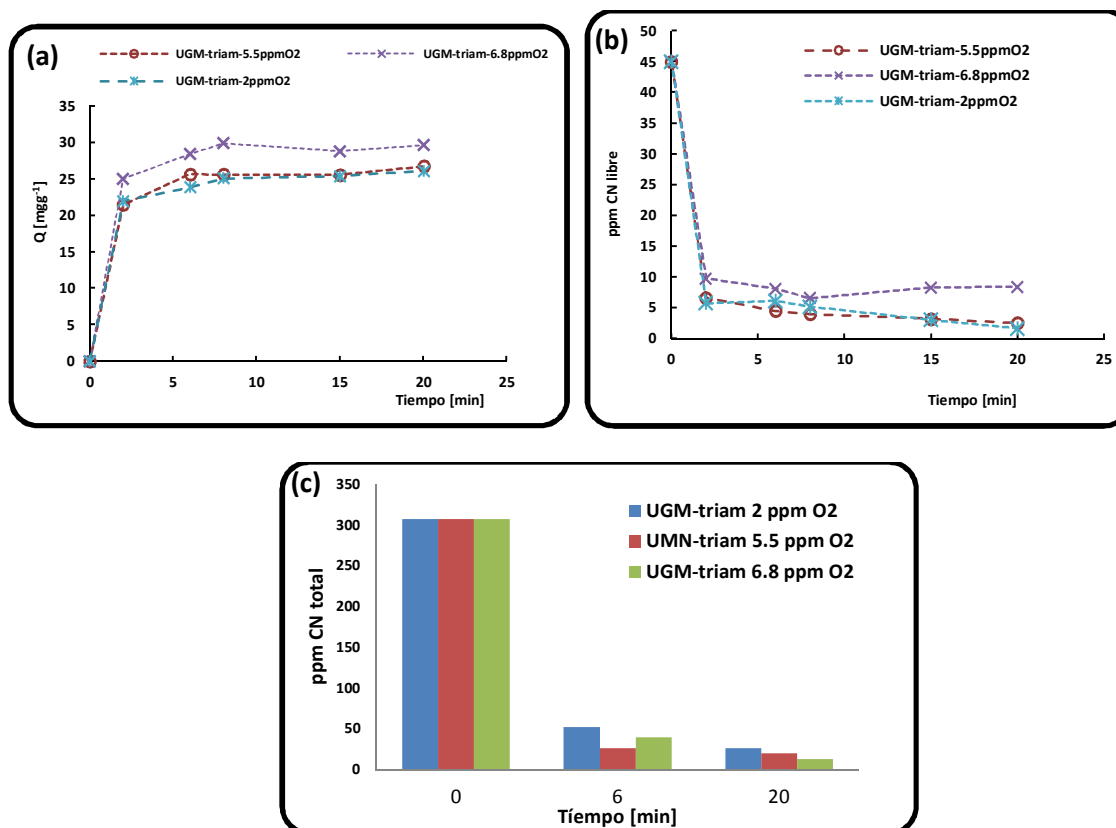 (a)
UGM-triam-5.5ppmO2
UGM-triam-6.8ppmO2
UGM-triam-2ppmO2
35
30
25
20
15
10
5
0
Q [mgg⁻¹]
0 5 10 15 20 25
Tiempo [min]
(b)
UGM-triam-5.5ppmO2
UGM-triam-6.8ppmO2
UGM-triam-2ppmO2
50
45
40
35
30
25
20
15
10
5
0
ppm CN libre
0 5 10 15 20 25
Tiempo [min]
(c)
UGM-triam 2 ppm O2
UMN-triam 5.5 ppm O2
UGM-triam 6.8 ppm O2
350
300
250
200
150
100
50
0
ppm CN total
0 6 20
Tíempo [min]